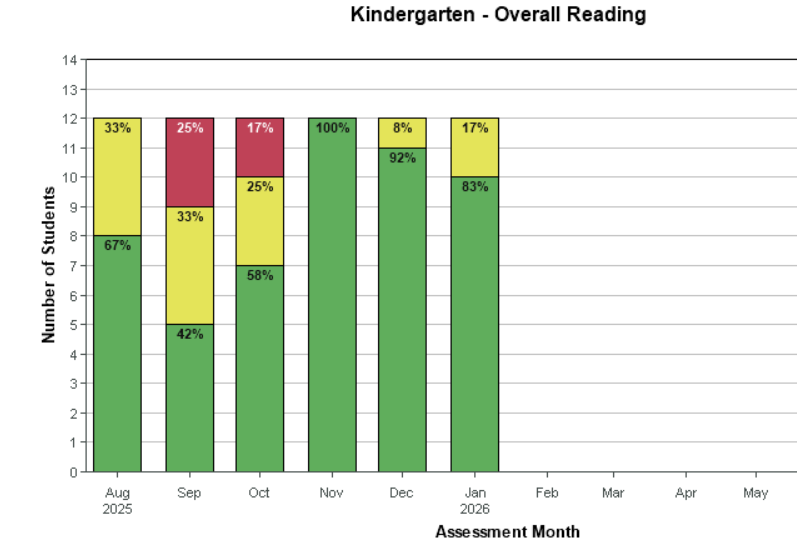 Kindergarten - Overall Reading
Number of Students
14
13
12
11
10
9
8
7
6
5
4
3
2
1
0
33%
67%
25%
33%
42%
17%
25%
58%
100%
8%
92%
17%
83%
Aug
2025
Sep
Oct
Nov
Dec
Jan
2026
Feb
Mar
Apr
May
Assessment Month